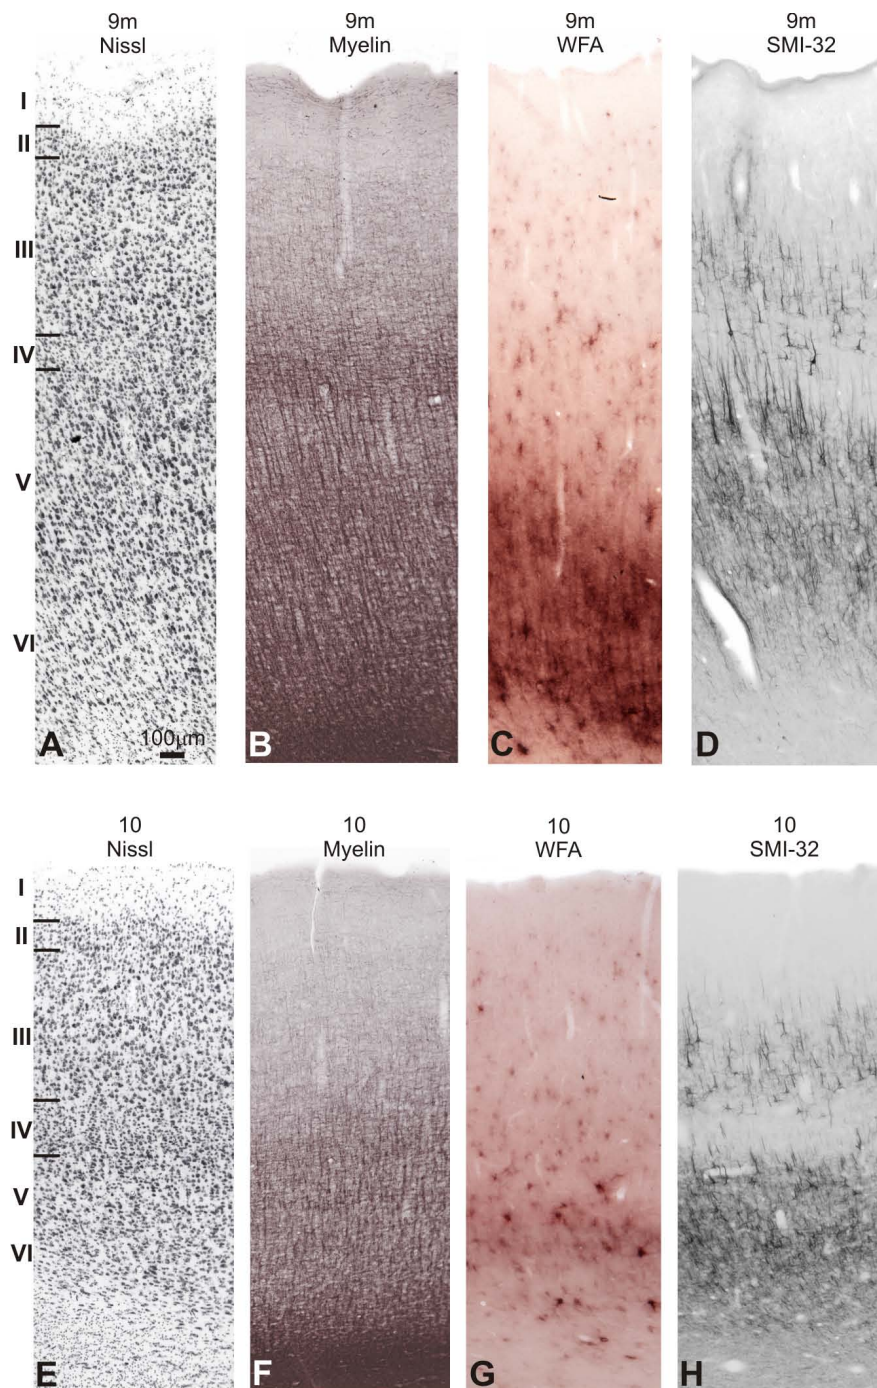 9m
Nissl
9m
Myelin
9m
WFA
9m
SMI-32
I
II
III
IV
V
VI
A
100µm
B
C
D
10
Nissl
10
Myelin
10
WFA
10
SMI-32
I
II
III
IV
V
VI
E
F
G
H